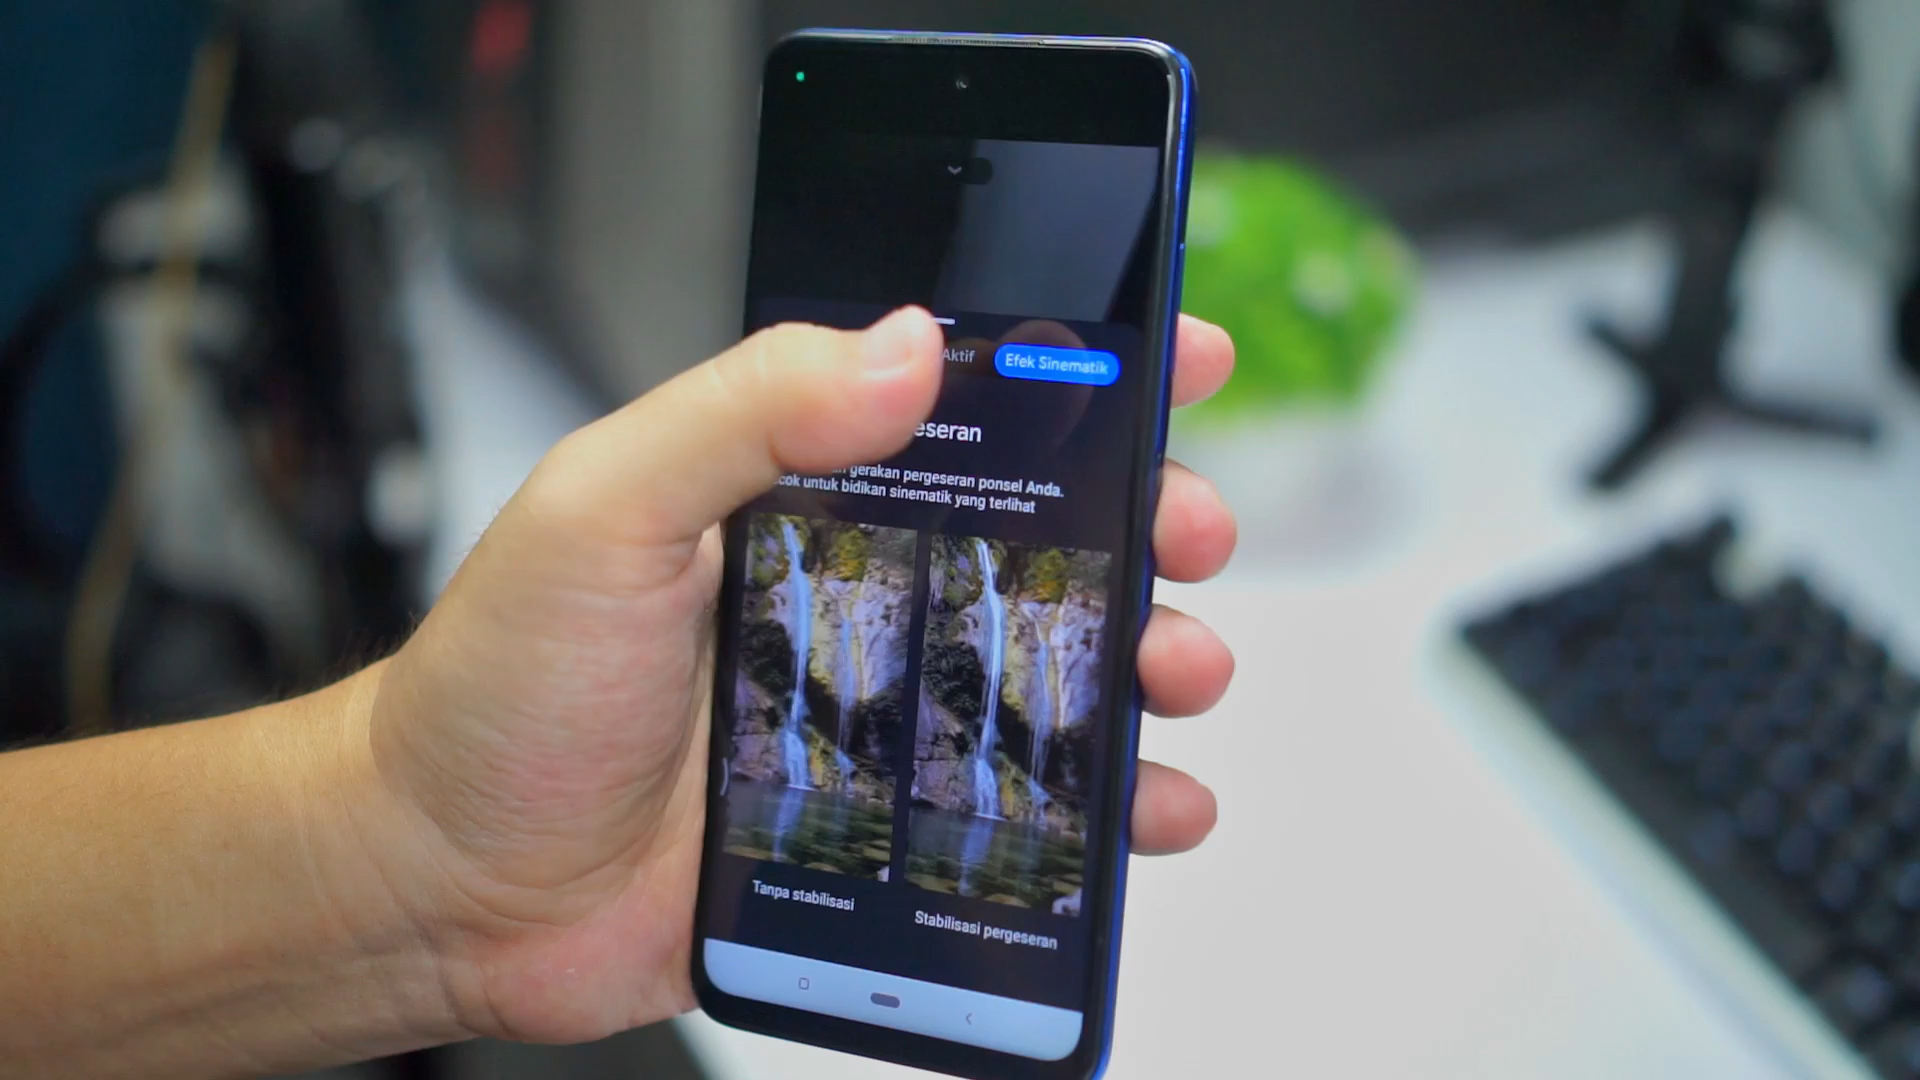 Aktif
Efek Sinematik
eseran
gerakan pergeseran ponsel Anda.
cok untuk bidikan sinematik yang terlihat
Tanpa stabilisasi
Stabilisasi pergeseran